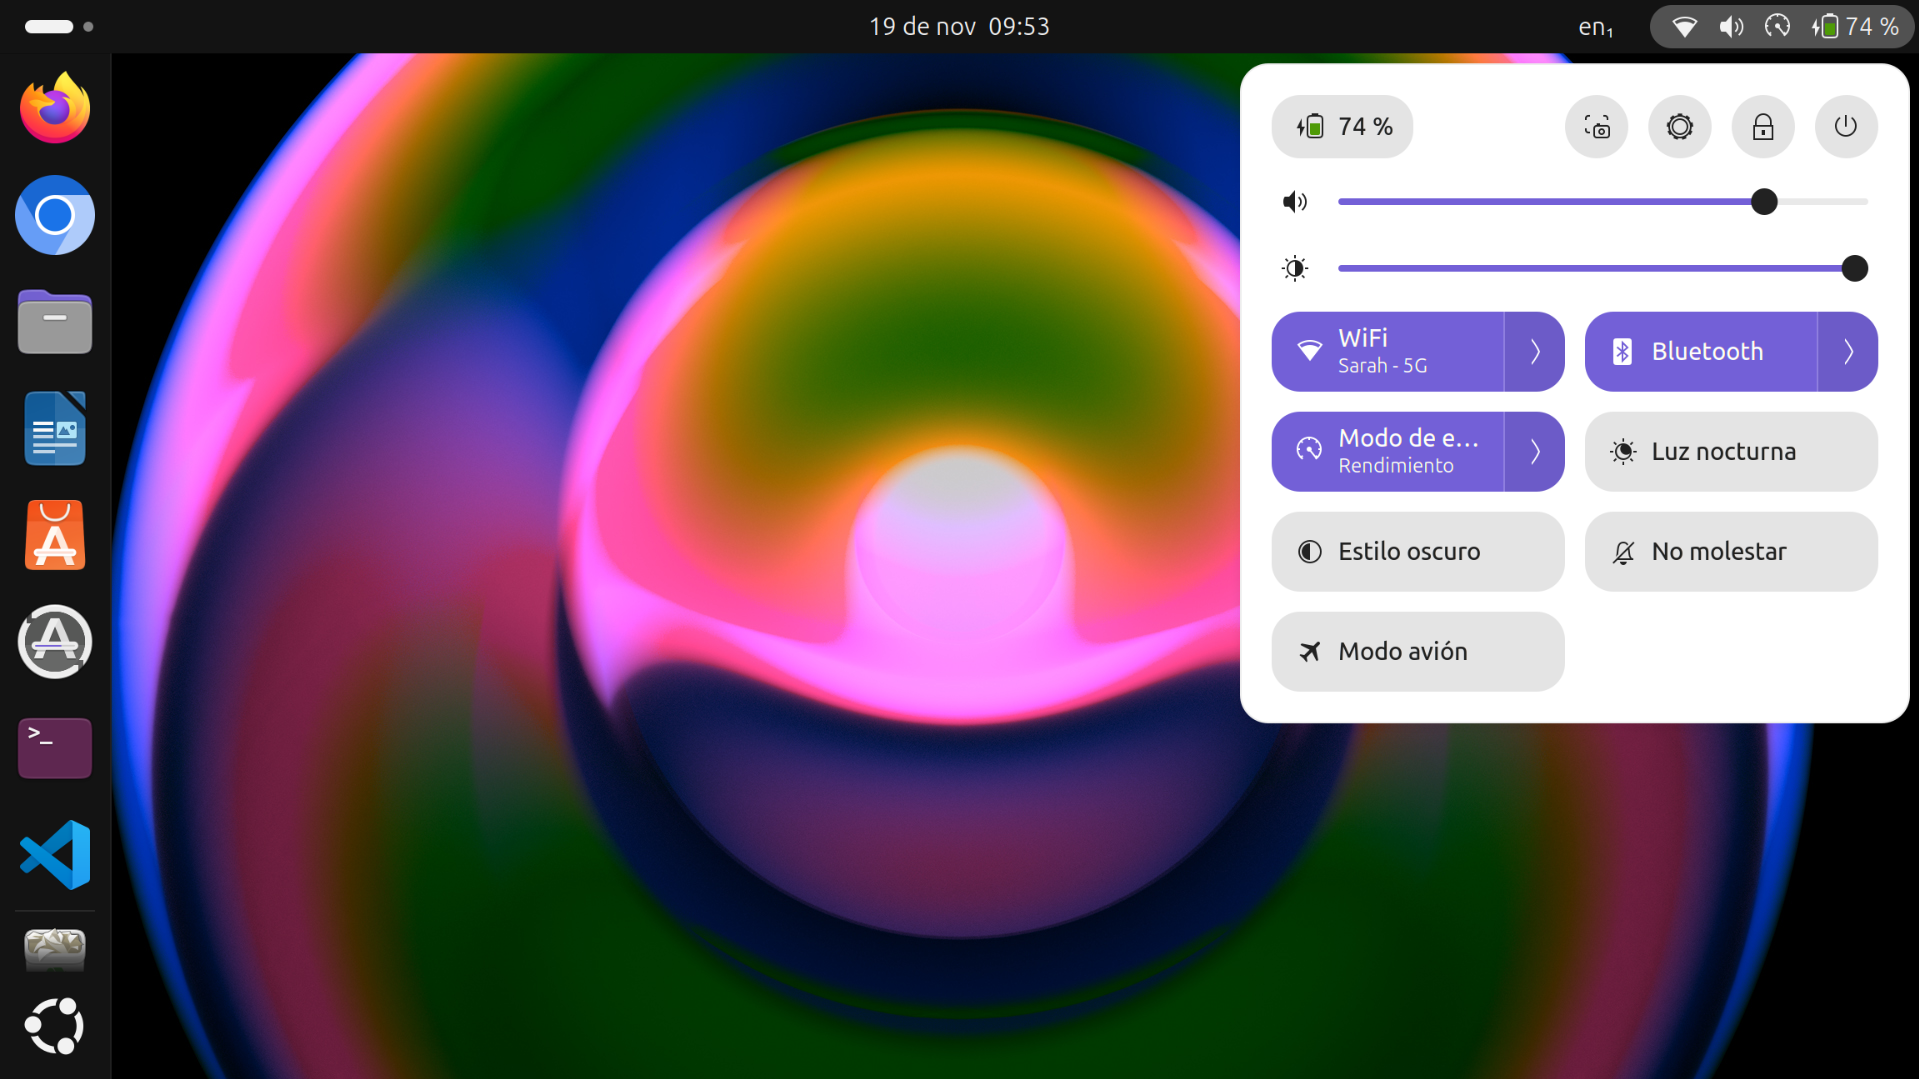 19 de nov 09:53
en₁
74 %
74 %
WiFi
Sarah - 5G
Bluetooth
Modo de e...
Rendimiento
Luz nocturna
Estilo oscuro
No molestar
Modo avión
>_